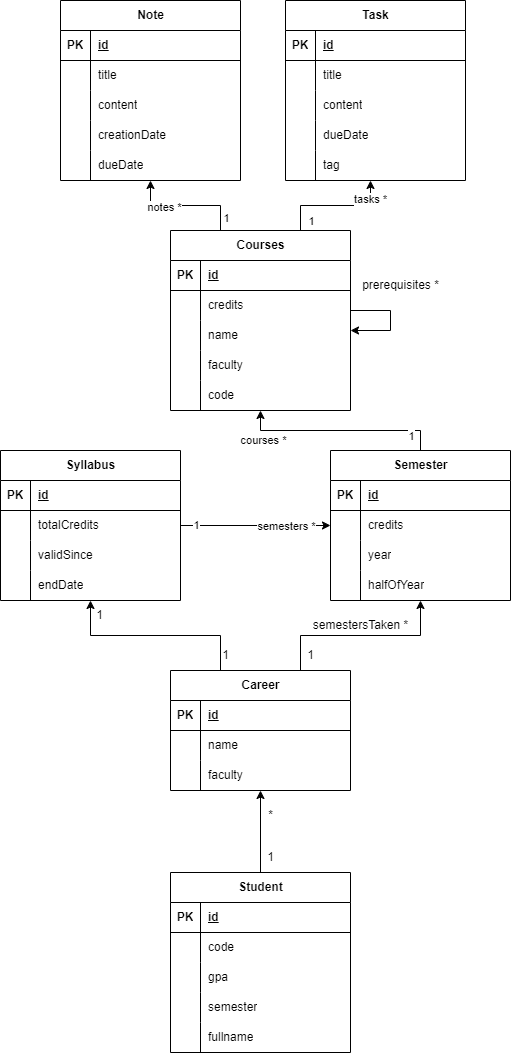 Note
PK id
title
content
creationDate
dueDate
Task
PK id
title
content
dueDate
tag
notes *
1
tasks *
1
Courses
PK id
credits
name
faculty
code
prerequisites *
courses *
1
Syllabus
PK id
totalCredits
validSince
endDate
1
semesters *
Semester
PK id
credits
year
halfOfYear
1
1
semestersTaken *
1
Career
PK id
name
faculty
*
1
Student
PK id
code
gpa
semester
fullname